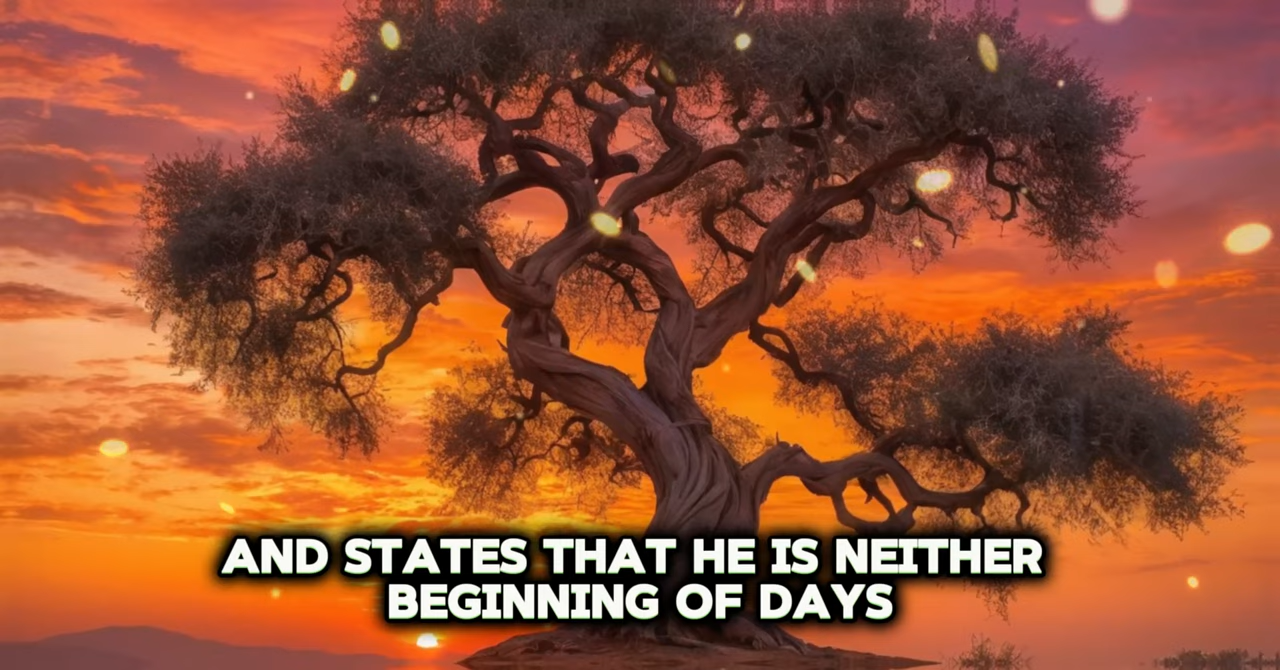 AND STATES THAT HE IS NEITHER
BEGINNING OF DAYS